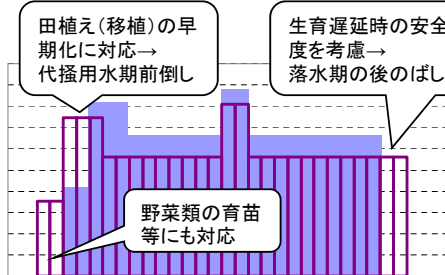 田植え（移植）の早
期化に対応→
代掻用水期前倒し
生育遅延時の安全
度を考慮→
落水期の後のばし
野菜類の育苗
等にも対応